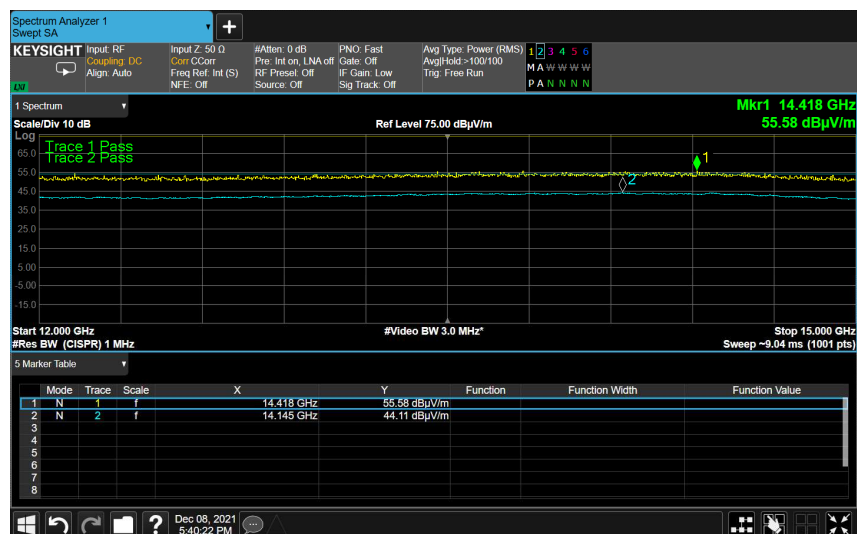 Spectrum Analyzer 1
Swept SA
+
KEYSIGHT
LXI
Input: RF
Coupling: DC
Align: Auto
Input Z: 50 Ω
Corr CCorr
Freq Ref: Int (S)
NFE: Off
#Atten: 0 dB
Pre: Int on, LNA off
RF Presel: Off
Source: Off
PNO: Fast
Gate: Off
IF Gain: Low
Sig Track: Off
Avg Type: Power (RMS)
Avg|Hold:>100/100
Trig: Free Run
1 2 3 4 5 6
M A W W W W
P A N N N N
1 Spectrum
Scale/Div 10 dB
Ref Level 75.00 dBµV/m
Mkr1 14.418 GHz
55.58 dBµV/m
Log
Trace 1 Pass
Trace 2 Pass
65.0
55.0
45.0
35.0
25.0
15.0
5.00
-5.00
-15.0
1
2
Start 12.000 GHz
#Video BW 3.0 MHz*
Stop 15.000 GHz
#Res BW (CISPR) 1 MHz
Sweep ~9.04 ms (1001 pts)
5 Marker Table
Mode Trace Scale X Y Function Function Width Function Value
1 N 1 f 14.418 GHz 55.58 dBµV/m
2 N 2 f 14.145 GHz 44.11 dBµV/m
3
4
5
6
7
8
?
Dec 08, 2021
5:40:22 PM